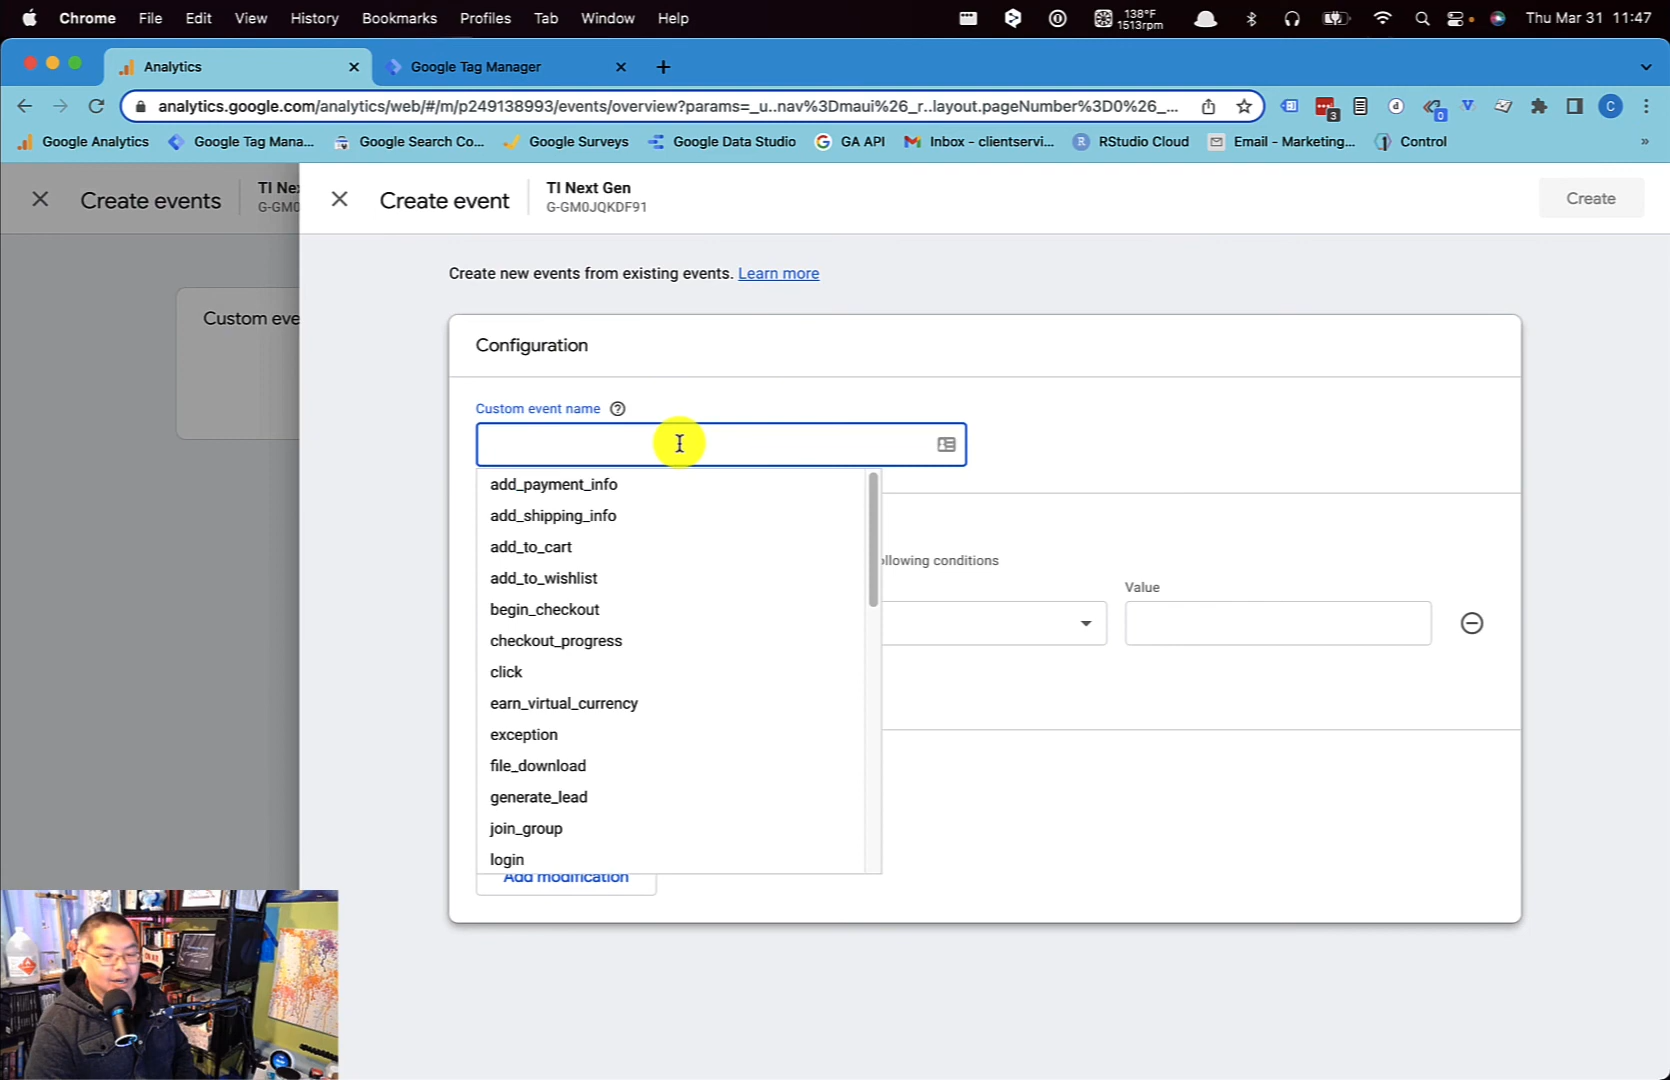 Chrome File Edit View History Bookmarks Profiles Tab Window Help 138°F 1513rpm Thu Mar 31 11:47
Analytics Google Tag Manager
analytics.google.com/analytics/web/#/m/p249138993/events/overview?params=_u..nav%3Dmaui%26_r..layout.pageNumber%3D0%26_... 3 d 0 C
Google Analytics Google Tag Mana... Google Search Co... Google Surveys Google Data Studio GA API Inbox - clientservi... R RStudio Cloud Email - Marketing... Control »
Create events TI Nex
G-GM0
Create event TI Next Gen
G-GM0JQKDF91
Create
Create new events from existing events. Learn more
Custom eve
Configuration
Custom event name
add_payment_info
add_shipping_info
add_to_cart
add_to_wishlist
begin_checkout
checkout_progress
click
earn_virtual_currency
exception
file_download
generate_lead
join_group
login
ollowing conditions
Value
Add modification